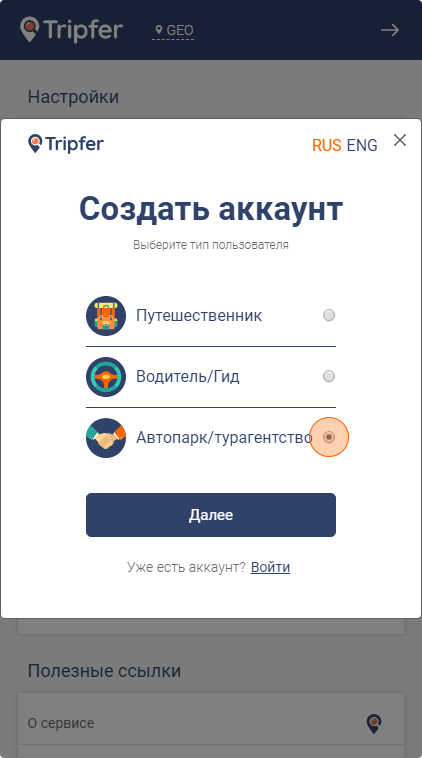 Tripfer
GEO
Настройки
Tripfer
RUS ENG
Создать аккаунт
Выберите тип пользователя
Путешественник
Водитель/Гид
Автопарк/турагентство
Далее
Уже есть аккаунт? Войти
Полезные ссылки
О сервисе